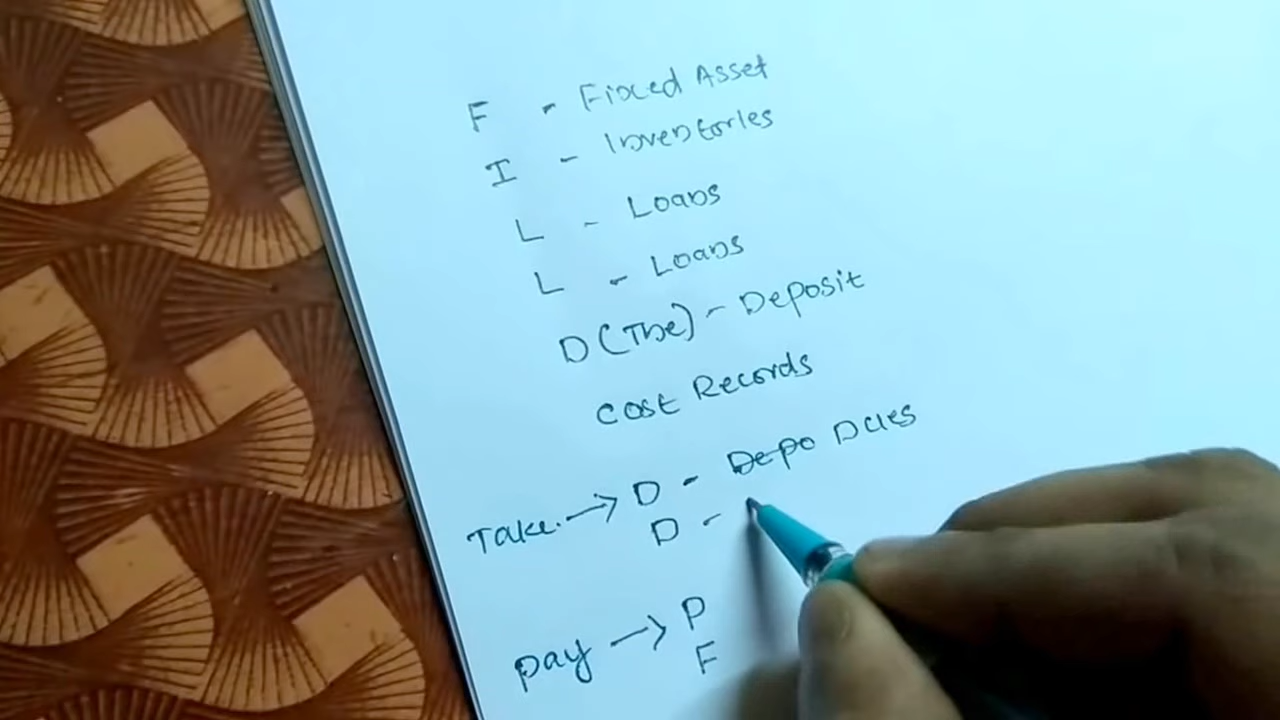 F - Fixed Asset
I - Inventories
L - Loans
L - Loans
D (The) - Deposit
Cost Records
Take → D - Depo Dues
D -
Pay → P
F